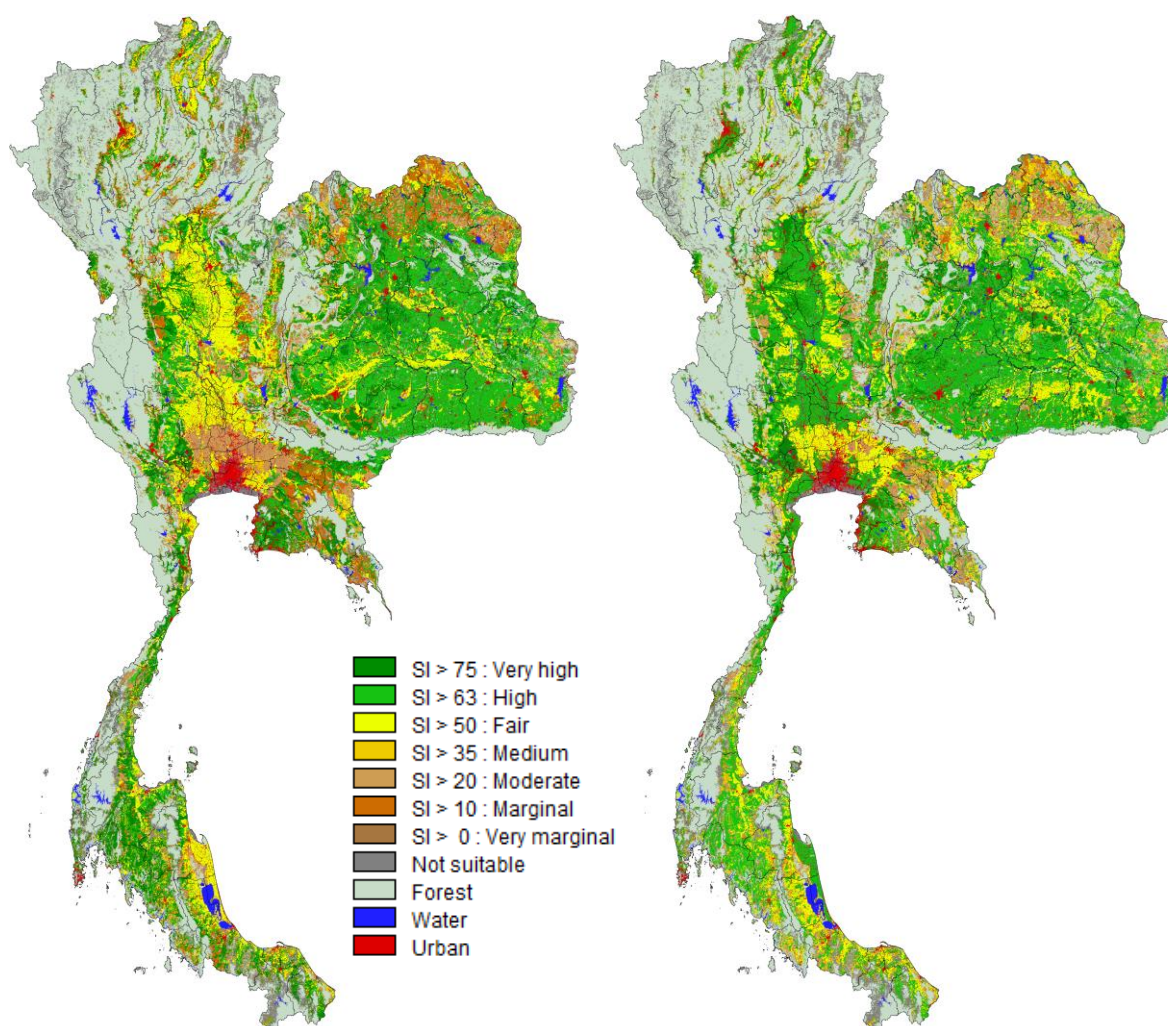 SI > 75 : Very high
SI > 63 : High
SI > 50 : Fair
SI > 35 : Medium
SI > 20 : Moderate
SI > 10 : Marginal
SI > 0 : Very marginal
Not suitable
Forest
Water
Urban